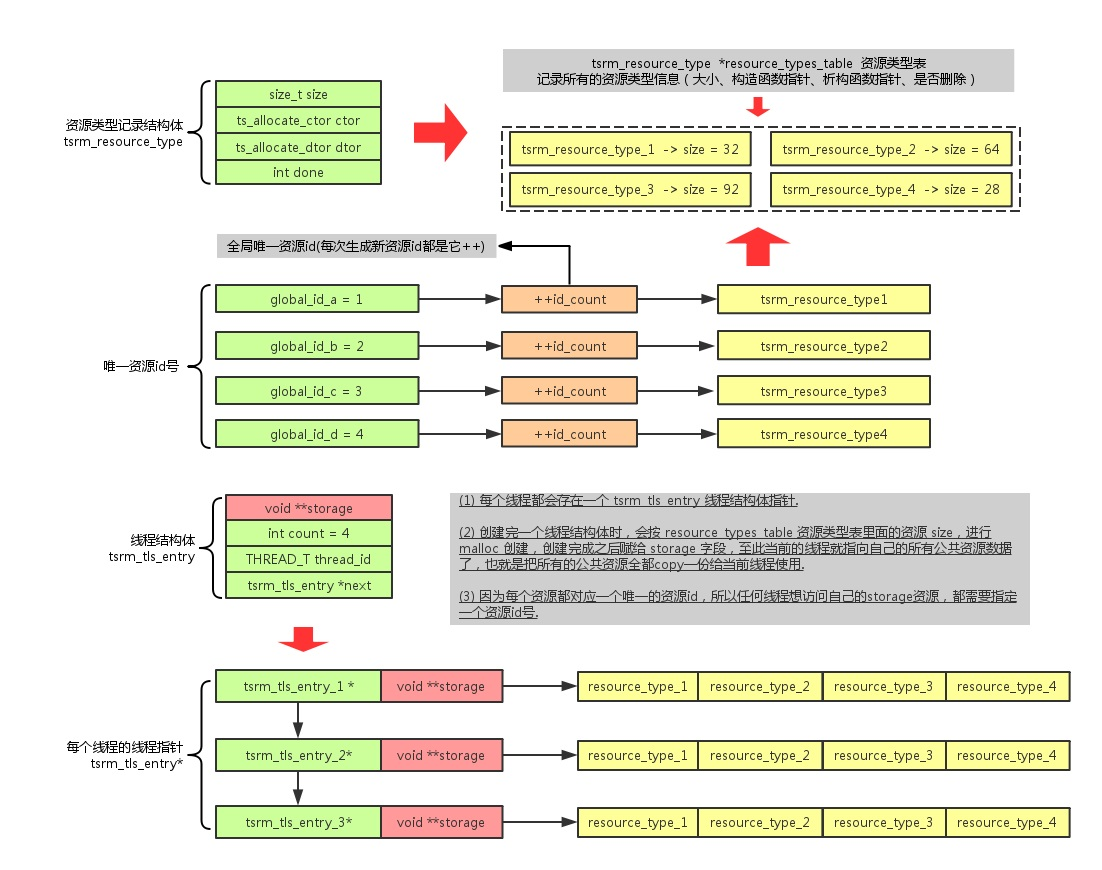 tsrm_resource_type *resource_types_table 资源类型表
记录所有的资源类型信息（大小、构造函数指针、析构函数指针、是否删除）
资源类型记录结构体
tsrm_resource_type
size_t size
ts_allocate_ctor ctor
ts_allocate_dtor dtor
int done
tsrm_resource_type_1 -> size = 32
tsrm_resource_type_2 -> size = 64
tsrm_resource_type_3 -> size = 92
tsrm_resource_type_4 -> size = 28
全局唯一资源id(每次生成新资源id都是它++)
唯一资源id号
global_id_a = 1
++id_count
tsrm_resource_type1
global_id_b = 2
++id_count
tsrm_resource_type2
global_id_c = 3
++id_count
tsrm_resource_type3
global_id_d = 4
++id_count
tsrm_resource_type4
线程结构体
tsrm_tls_entry
void **storage
int count = 4
THREAD_T thread_id
tsrm_tls_entry *next
(1) 每个线程都会存在一个 tsrm_tls_entry 线程结构体指针.
(2) 创建完一个线程结构体时，会按 resource_types_table 资源类型表里面的资源 size，进行
malloc 创建，创建完成之后赋给 storage 字段，至此当前的线程就指向自己的所有公共资源数据
了，也就是把所有的公共资源全都copy一份给当前线程使用.
(3) 因为每个资源都对应一个唯一的资源id，所以任何线程想访问自己的storage资源，都需要指定
一个资源id号.
每个线程的线程指针
tsrm_tls_entry*
tsrm_tls_entry_1 *
void **storage
resource_type_1
resource_type_2
resource_type_3
resource_type_4
tsrm_tls_entry_2*
void **storage
resource_type_1
resource_type_2
resource_type_3
resource_type_4
tsrm_tls_entry_3*
void **storage
resource_type_1
resource_type_2
resource_type_3
resource_type_4